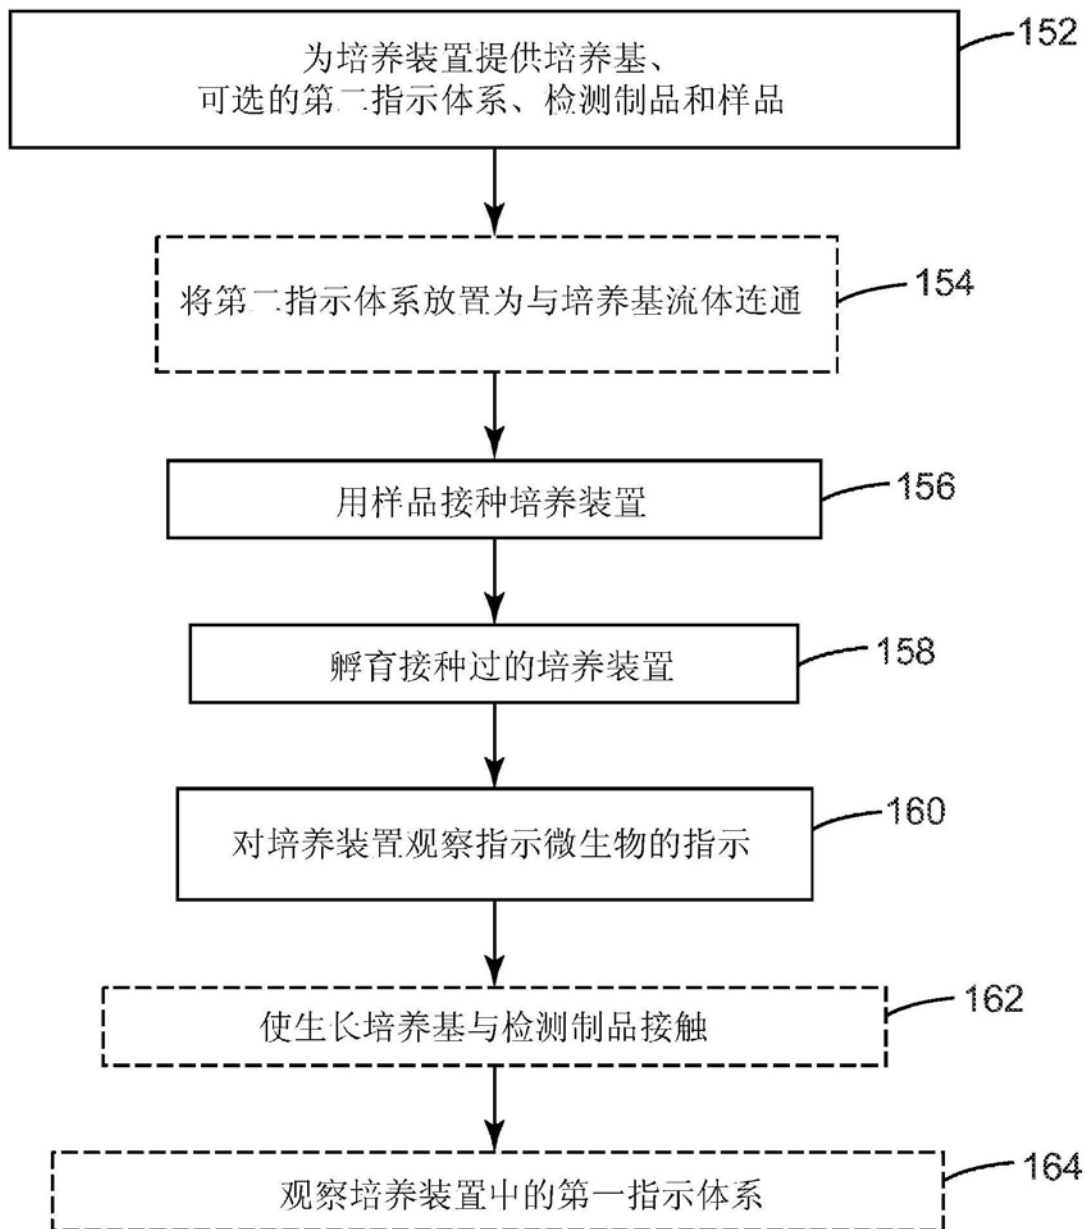 为培养装置提供培养基、
可选的第二指示体系、检测制品和样品
152
将第二指示体系放置为与培养基流体连通
154
用样品接种培养装置
156
孵育接种过的培养装置
158
对培养装置观察指示微生物的指示
160
使生长培养基与检测制品接触
162
观察培养装置中的第一指示体系
164